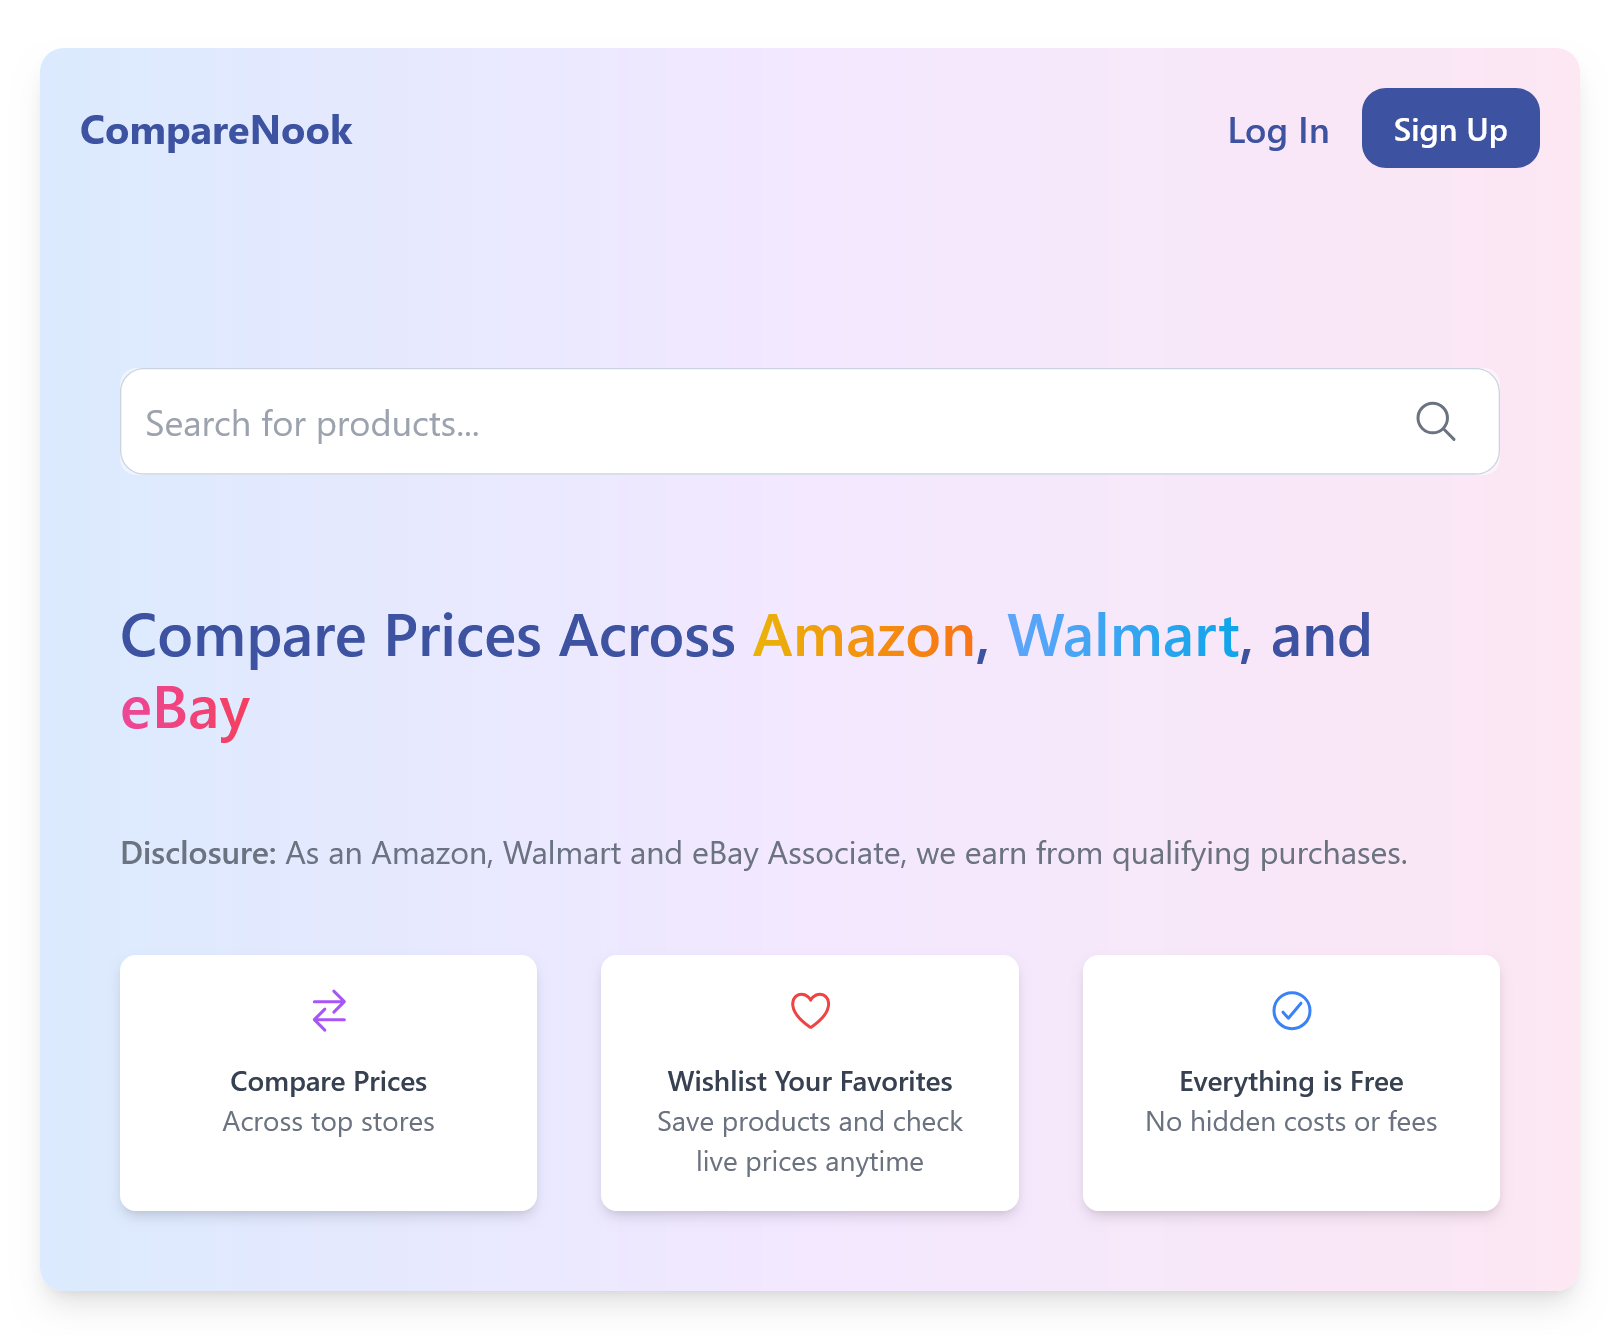 CompareNook
Log In
Sign Up
Search for products...
Compare Prices Across Amazon, Walmart, and
eBay
Disclosure: As an Amazon, Walmart and eBay Associate, we earn from qualifying purchases.
Compare Prices
Across top stores
Wishlist Your Favorites
Save products and check
live prices anytime
Everything is Free
No hidden costs or fees